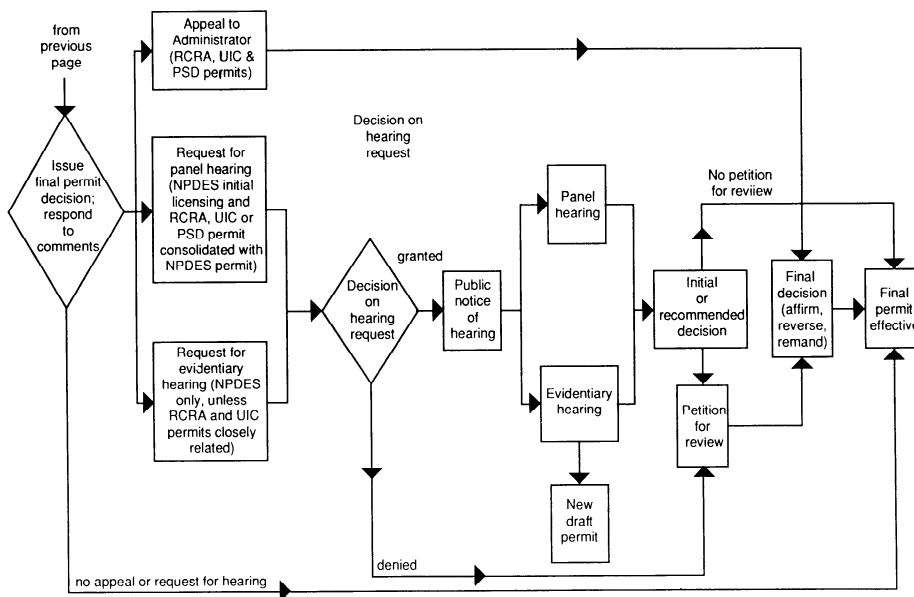 from
previous
page
Issue
final permit
decision;
respond
to
comments
Appeal to
Administrator
(RCRA, UIC &
PSD permits)
Request for
panel hearing
(NPDES initial
licensing and
RCRA, UIC or
PSD permit
consolidated with
NPDES permit)
Request for
evidentiary
hearing (NPDES
only, unless
RCRA and UIC
permits closely
related)
Decision on
hearing
request
Decision
on
hearing
request
granted
denied
Public
notice
of
hearing
Panel
hearing
Evidentiary
hearing
New
draft
permit
Initial
or
recommended
decision
No petition
for reviiew
Petition
for
review
Final
decision
(affirm,
reverse,
remand)
Final
permit
effective
no appeal or request for hearing